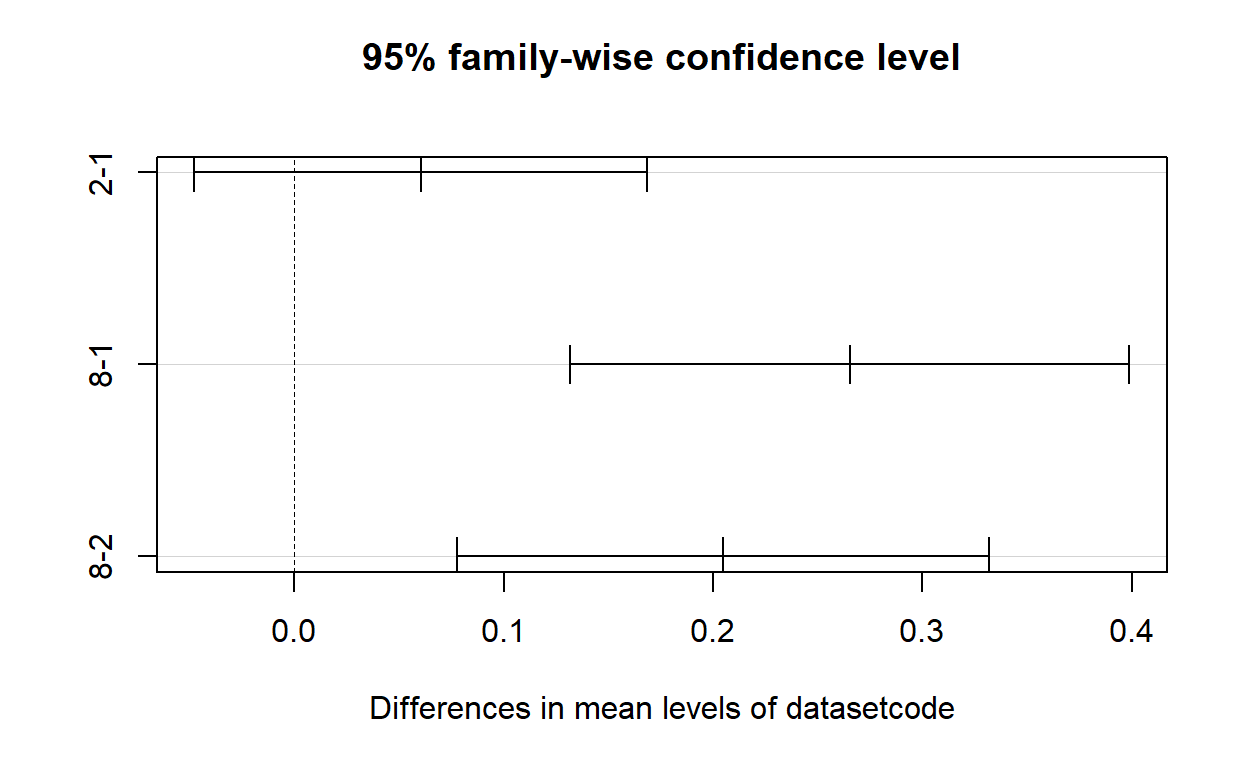 95% family-wise confidence level
2-1
8-1
8-2
0.0 0.1 0.2 0.3 0.4
Differences in mean levels of datasetcode